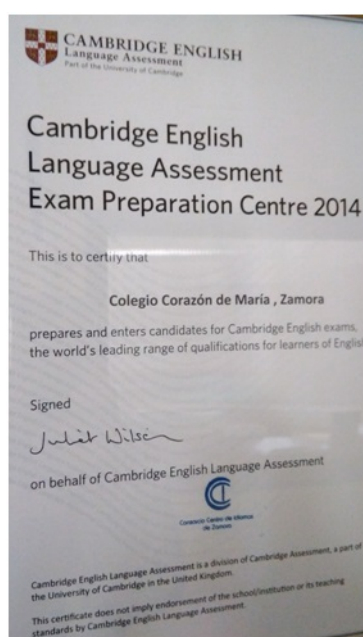 CAMBRIDGE ENGLISH
Language Assessment
Part of the University of Cambridge
Cambridge English
Language Assessment
Exam Preparation Centre 2014
This is to certify that
Colegio Corazón de María , Zamora
prepares and enters candidates for Cambridge English exams,
the world's leading range of qualifications for learners of English
Signed
Juliet Wilson
on behalf of Cambridge English Language Assessment
de Zamora
Cambridge English Language Assessment is a division of Cambridge Assessment, a part of
the University of Cambridge in the United Kingdom.
This certificate does not imply endorsement of the school/institution or its teaching
standards by Cambridge English Language Assessment.